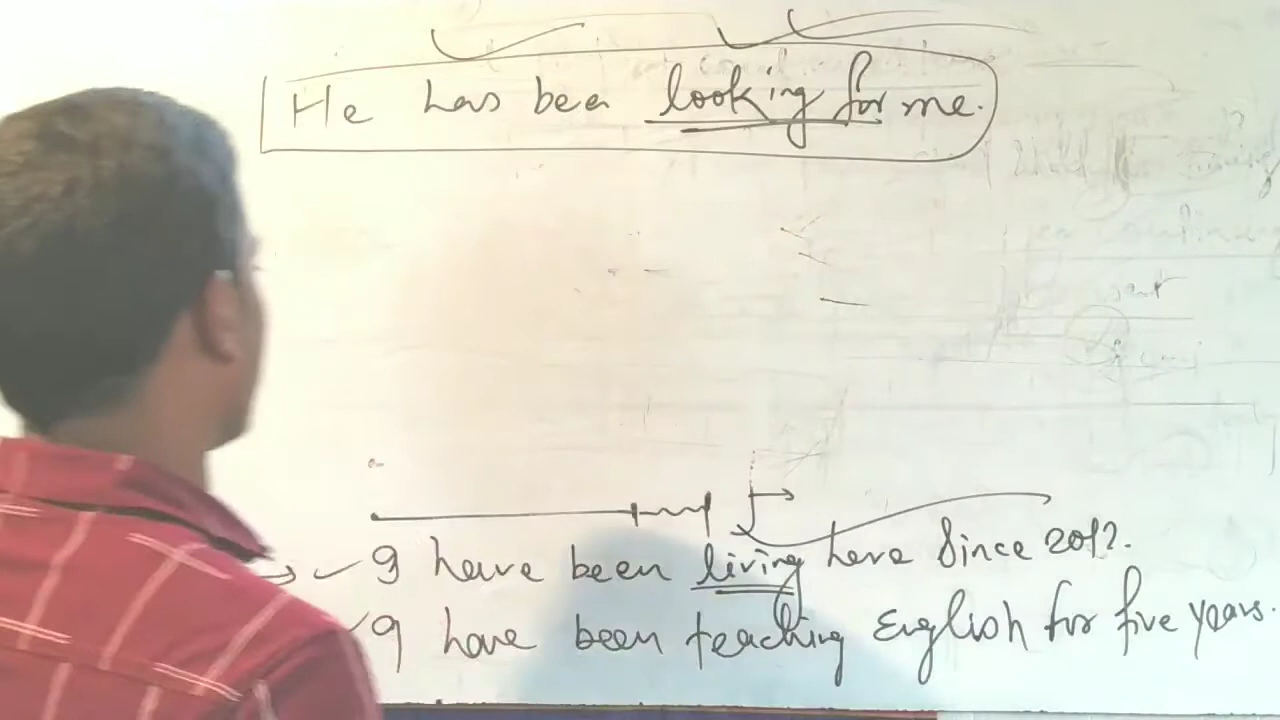 He has been looking for me.
I have been living here since 2012.
I have been teaching English for five years.